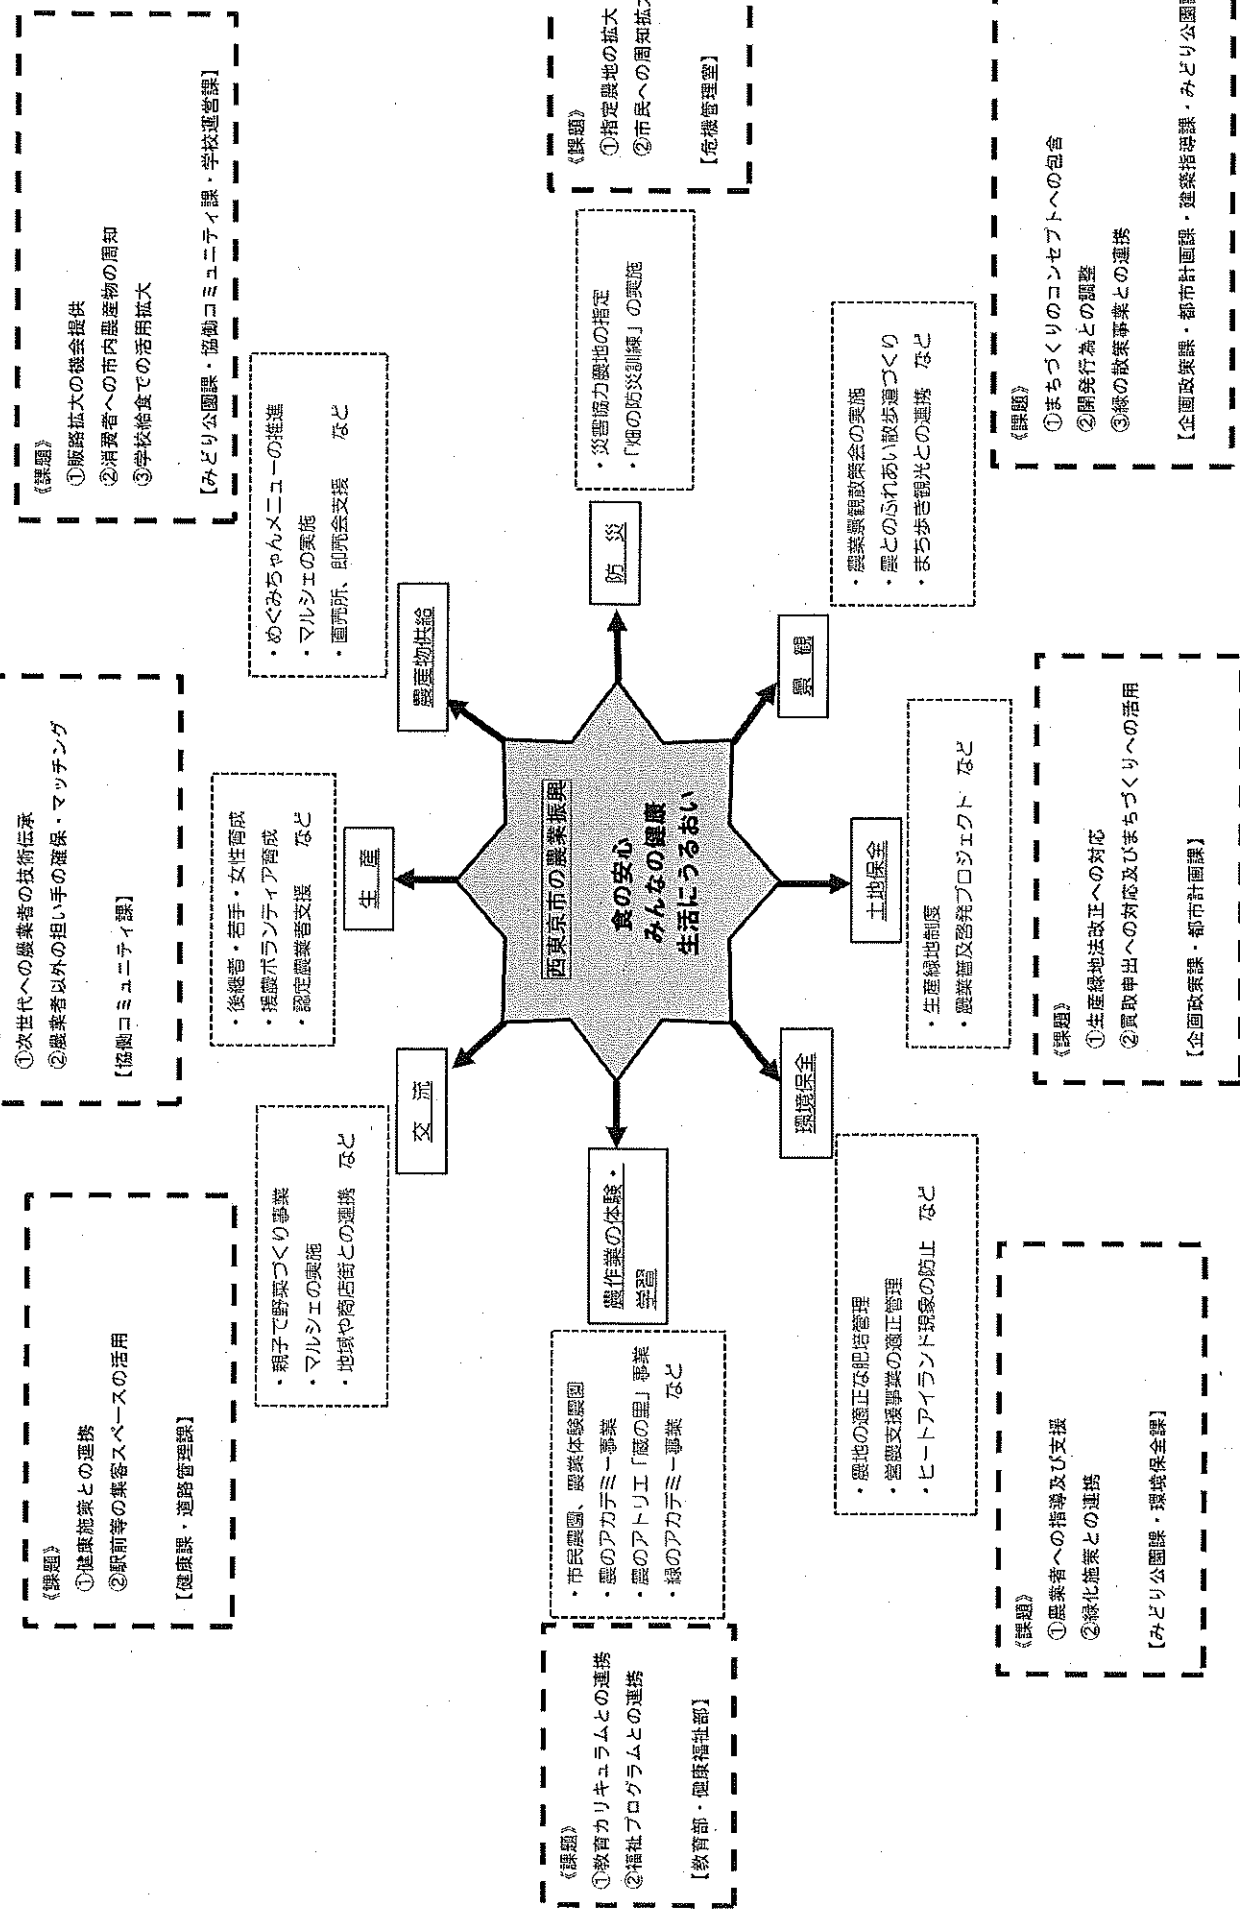 《課題》
①健康施策との連携
②駅前等の集客スペースの活用
【健康課・道路管理課】
①次世代への農業者の技術伝承
②農業者以外の担い手の確保・マッチング
【協働コミュニティ課】
《課題》
①販路拡大の機会提供
②消費者への市内農産物の周知
③学校給食での活用拡大
【みどり公園課・協働コミュニティ課・学校運営課】
・親子で野菜づくり事業
・マルシェの実施
・地域や商店街との連携 など
交 流
・後継者・若手・女性育成
・援農ボランティア育成
・認定農業者支援 など
生 産
・めぐみちゃんメニューの推進
・マルシェの実施
・直売所、即売会支援 など
農産物供給
《課題》
①教育カリキュラムとの連携
②福祉プログラムとの連携
【教育部・健康福祉部】
・市民農園、農業体験農園
・農のアカデミー事業
・農のアトリエ「蔵の里」事業
・緑のアカデミー事業 など
農作業の体験・
学習
西東京市の農業振興
食の安心
みんなの健康
生活にうるおい
防 災
・災害協力農地の指定
・「畑の防災訓練」の実施
《課題》
①指定農地の拡大
②市民への周知拡
【危機管理室】
環境保全
・農地の適正な肥培管理
・営農支援事業の適正管理
・ヒートアイランド現象の防止 など
土地保全
・生産緑地制度
・農業普及啓発プロジェクト など
景 観
・農業景観散策会の実施
・農とのふれあい散歩道づくり
・まち歩き観光との連携 など
《課題》
①農業者への指導及び支援
②緑化施策との連携
【みどり公園課・環境保全課】
《課題》
①生産緑地法改正への対応
②買取申出への対応及びまちづくりへの活用
【企画政策課・都市計画課】
《課題》
①まちづくりのコンセプトへの包含
②開発行為との調整
③緑の散策事業との連携
【企画政策課・都市計画課・建築指導課・みどり公園